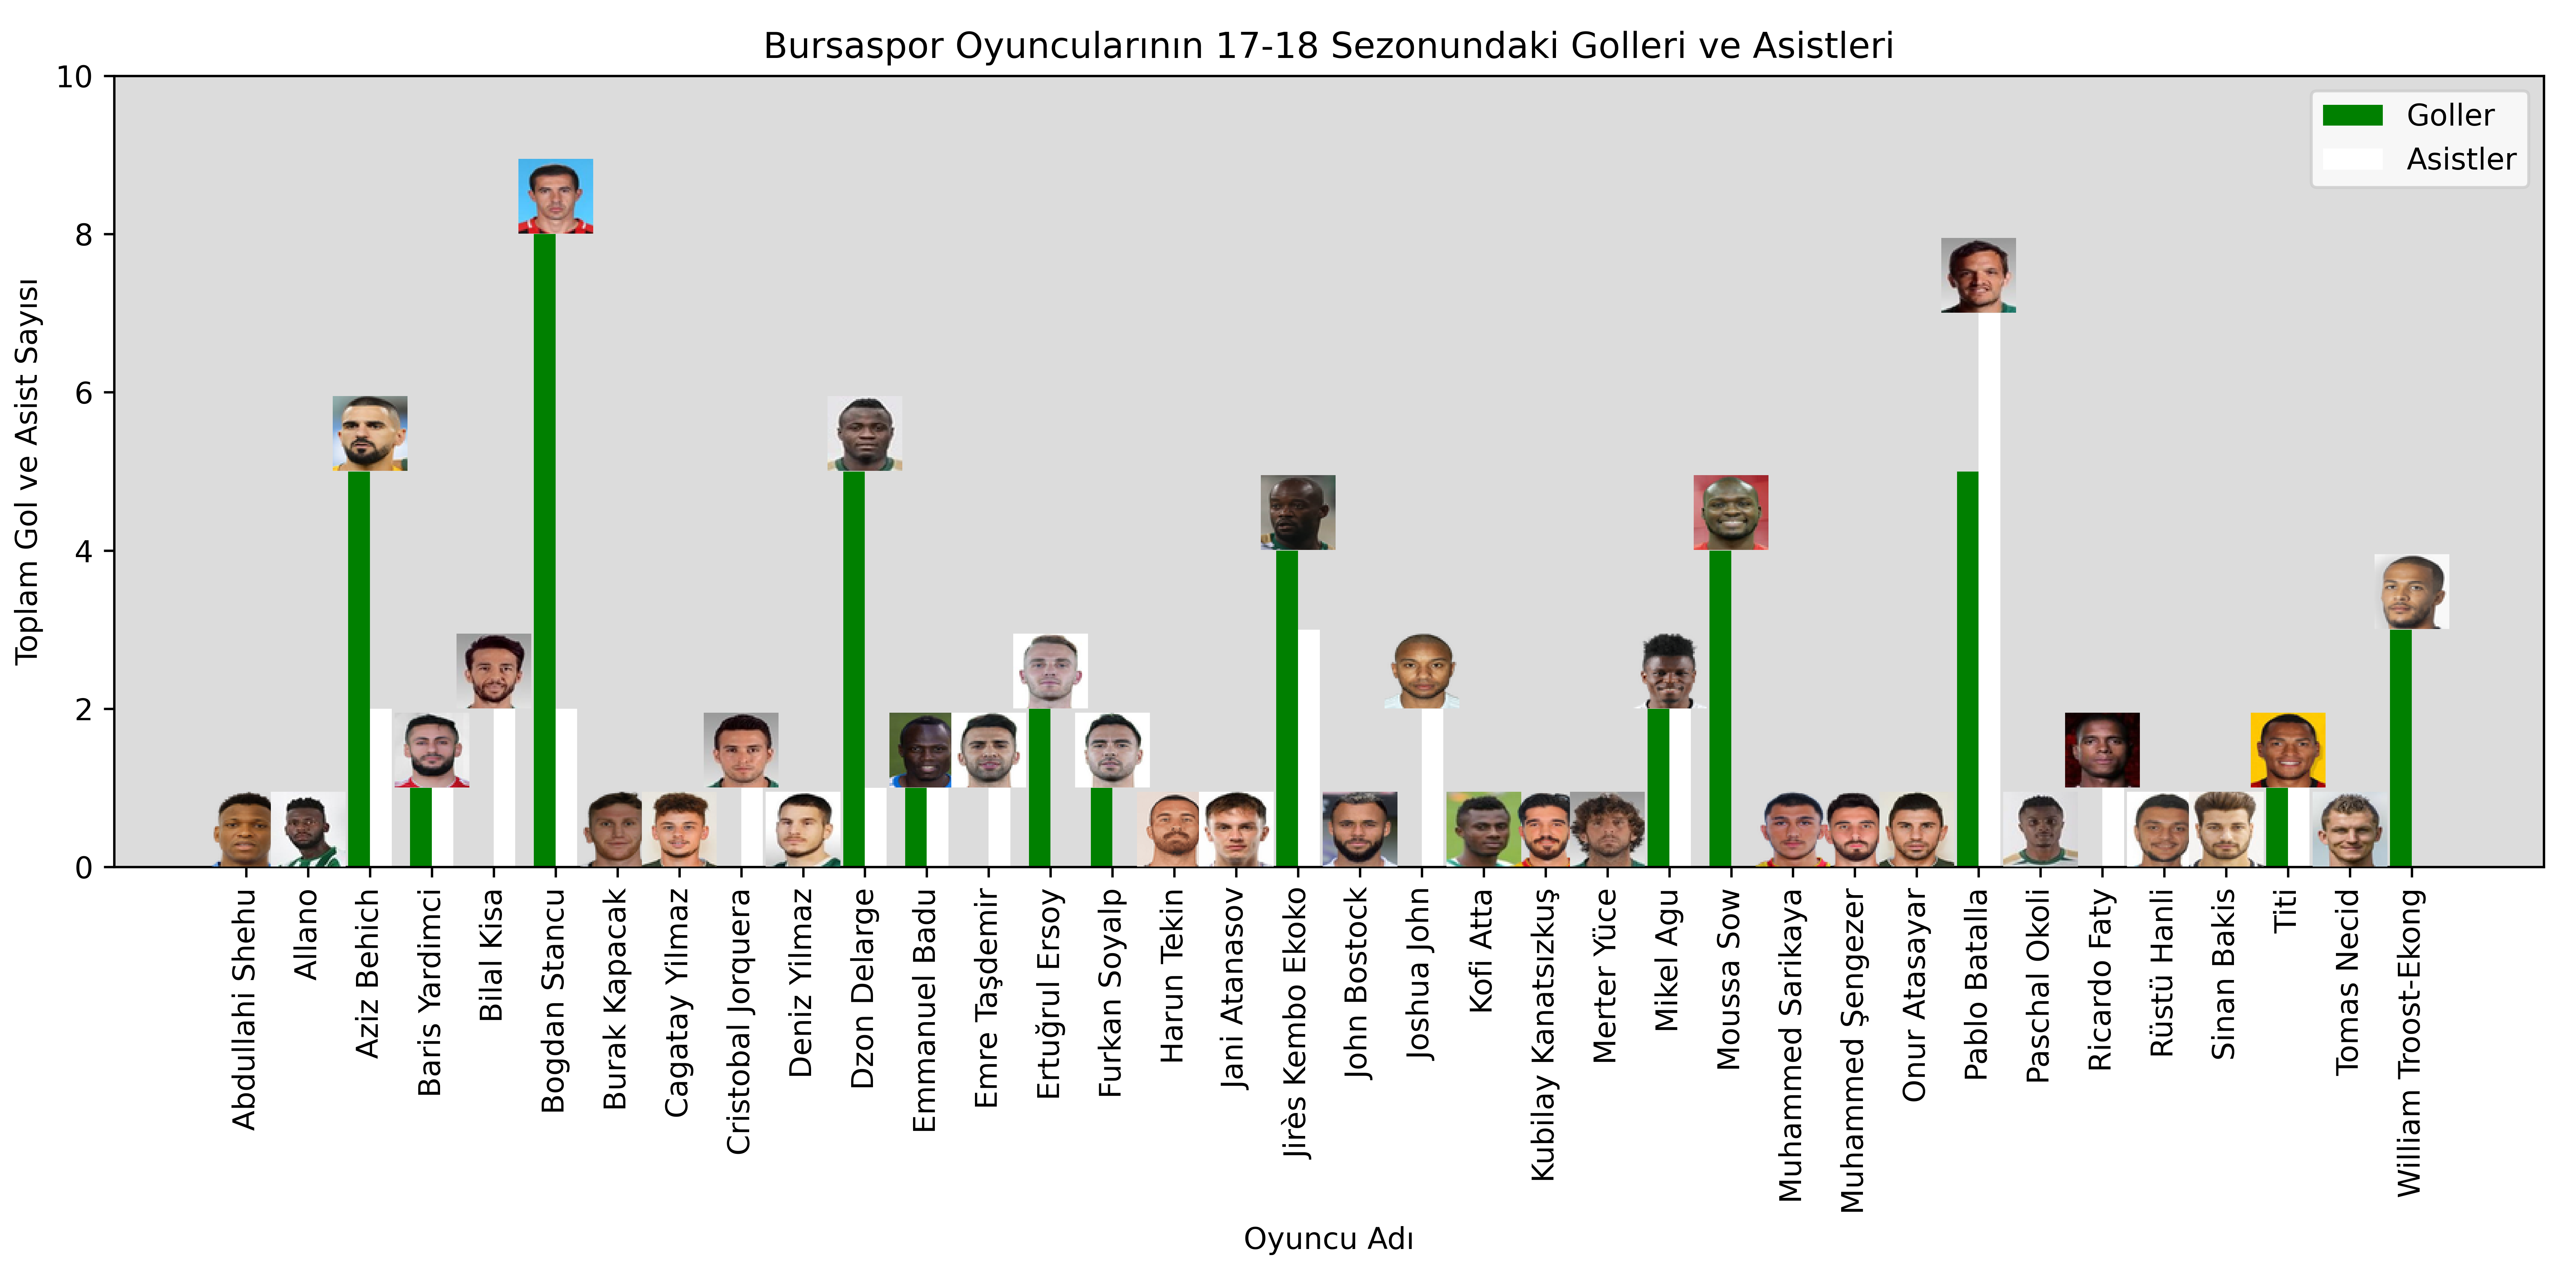 Bursaspor Oyuncularının 17-18 Sezonundaki Golleri ve Asistleri
Goller
Asistler
Toplam Gol ve Asist Sayısı
10
8
6
4
2
0
Abdullahi Shehu
Allano
Aziz Behich
Baris Yardimci
Bilal Kisa
Bogdan Stancu
Burak Kapacak
Cagatay Yilmaz
Cristobal Jorquera
Deniz Yilmaz
Dzon Delarge
Emmanuel Badu
Emre Taşdemir
Ertuğrul Ersoy
Furkan Soyalp
Harun Tekin
Jani Atanasov
Jirès Kembo Ekoko
John Bostock
Joshua John
Kofi Atta
Kubilay Kanatsızkuş
Merter Yüce
Mikel Agu
Moussa Sow
Muhammed Sarikaya
Muhammed Şengezer
Onur Atasayar
Pablo Batalla
Paschal Okoli
Ricardo Faty
Rüstü Hanli
Sinan Bakis
Titi
Tomas Necid
William Troost-Ekong
Oyuncu Adı